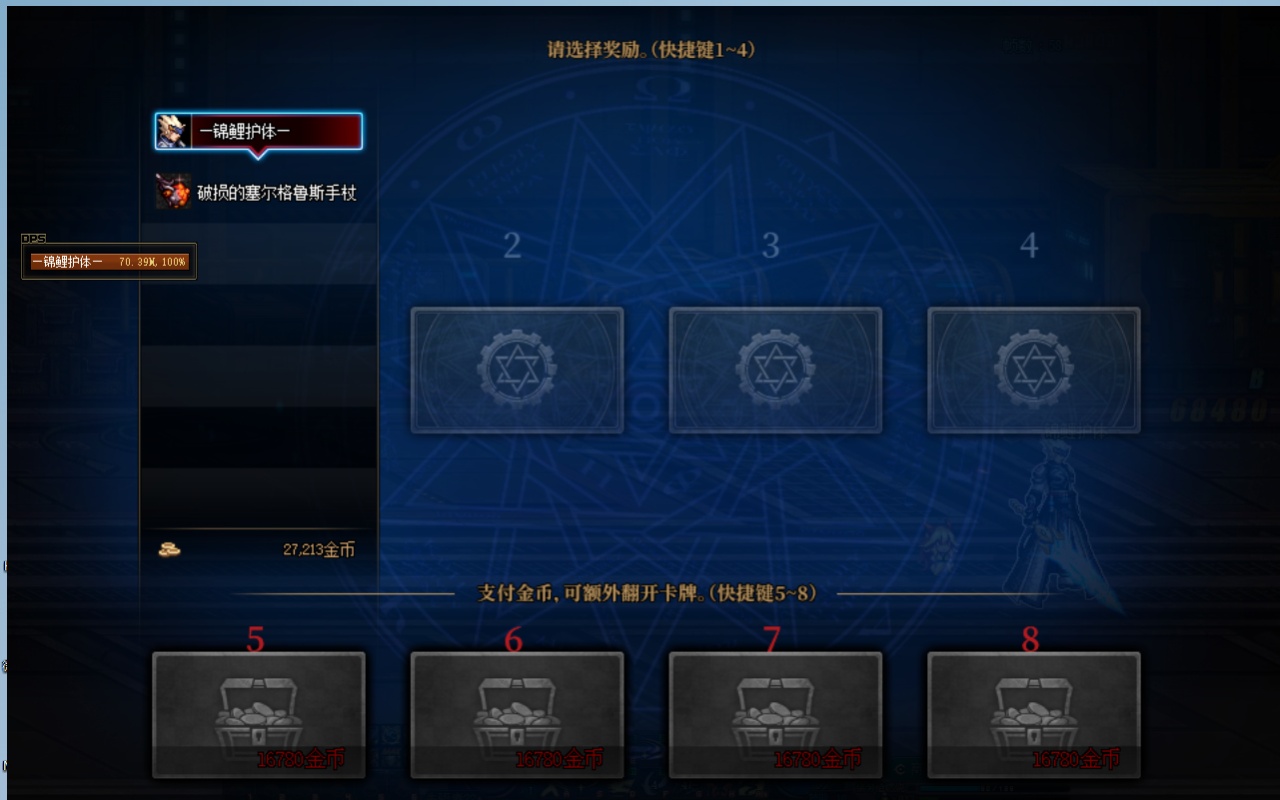 请选择奖励。(快捷键1~4)
一锦鲤护体一
破损的塞尔格鲁斯手杖
2
3
4
DPS
一锦鲤护体一 70.39M, 100%
27,213金币
支付金币,可额外翻开卡牌。(快捷键5~8)
5
6
7
8
16780金币
16780金币
16780金币
16780金币